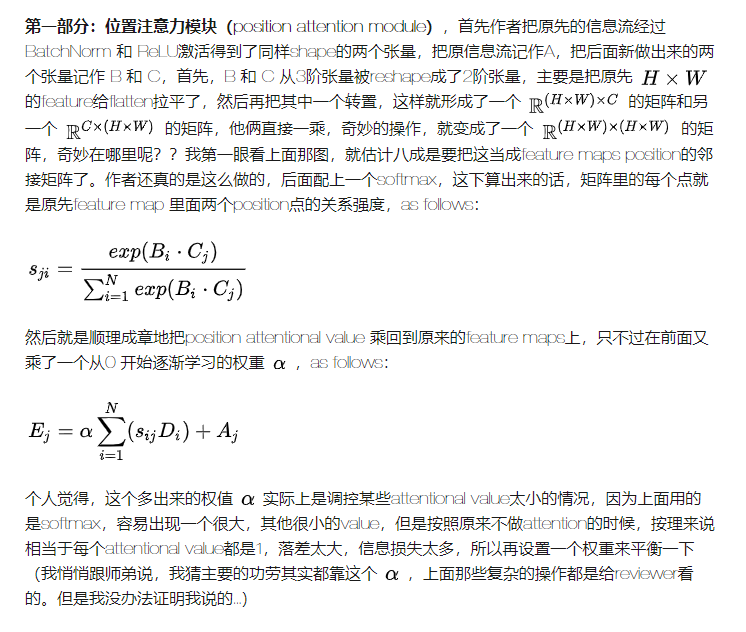 第一部分：位置注意力模块（position attention module），首先作者把原先的信息流经过
BatchNorm 和 ReLU激活得到了同样shape的两个张量，把原信息流记作A，把后面新做出来的两
个张量记作 B 和 C，首先，B 和 C 从3阶张量被reshape成了2阶张量，主要是把原先 H × W
的feature给flatten拉平了，然后再把其中一个转置，这样就形成了一个 ℝ^{(H×W)×C} 的矩阵和另
一个 ℝ^{C×(H×W)} 的矩阵，他俩直接一乘，奇妙的操作，就变成了一个 ℝ^{(H×W)×(H×W)} 的矩
阵，奇妙在哪里呢？？我第一眼看上面那图，就估计八成是要把这当成feature maps position的邻
接矩阵了。作者还真的是这么做的，后面配上一个softmax，这下算出来的话，矩阵里的每个点就
是原先feature map 里面两个position点的关系强度，as follows：
s_{ji} = \frac{exp(B_i · C_j)}{\sum_{i=1}^{N} exp(B_i · C_j)}
然后就是顺理成章地把position attentional value 乘回到原来的feature maps上，只不过在前面又
乘了一个从0 开始逐渐学习的权重 α ，as follows：
E_j = α \sum_{i=1}^{N} (s_{ij} D_i) + A_j
个人觉得，这个多出来的权值 α 实际上是调控某些attentional value太小的情况，因为上面用的
是softmax，容易出现一个很大，其他很小的value，但是按照原来不做attention的时候，按理来说
相当于每个attentional value都是1，落差太大，信息损失太多，所以再设置一个权重来平衡一下
（我悄悄跟师弟说，我猜主要的功劳其实都靠这个 α ，上面那些复杂的操作都是给reviewer看
的。但是我没办法证明我说的...)